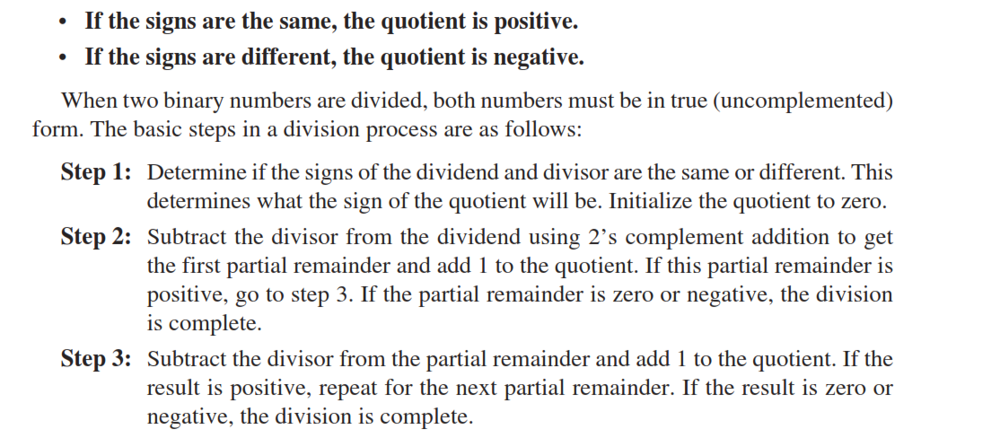 • If the signs are the same, the quotient is positive.
• If the signs are different, the quotient is negative.
When two binary numbers are divided, both numbers must be in true (uncomplemented)
form. The basic steps in a division process are as follows:
Step 1: Determine if the signs of the dividend and divisor are the same or different. This
determines what the sign of the quotient will be. Initialize the quotient to zero.
Step 2: Subtract the divisor from the dividend using 2’s complement addition to get
the first partial remainder and add 1 to the quotient. If this partial remainder is
positive, go to step 3. If the partial remainder is zero or negative, the division
is complete.
Step 3: Subtract the divisor from the partial remainder and add 1 to the quotient. If the
result is positive, repeat for the next partial remainder. If the result is zero or
negative, the division is complete.